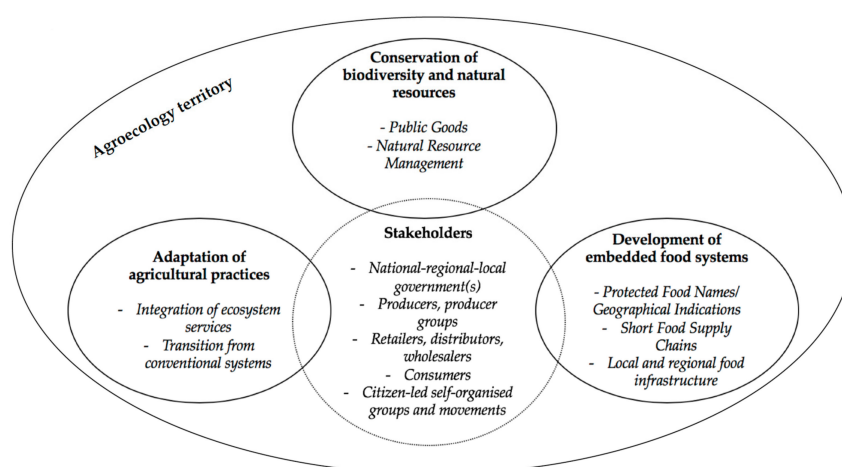 Agroecology territory
Conservation of
biodiversity and natural
resources
- Public Goods
- Natural Resource
Management
Adaptation of
agricultural practices
- Integration of ecosystem
services
- Transition from
conventional systems
Stakeholders
- National-regional-local
government(s)
- Producers, producer
groups
- Retailers, distributors,
wholesalers
- Consumers
- Citizen-led self-organised
groups and movements
Development of
embedded food systems
- Protected Food Names/
Geographical Indications
- Short Food Supply
Chains
- Local and regional food
infrastructure